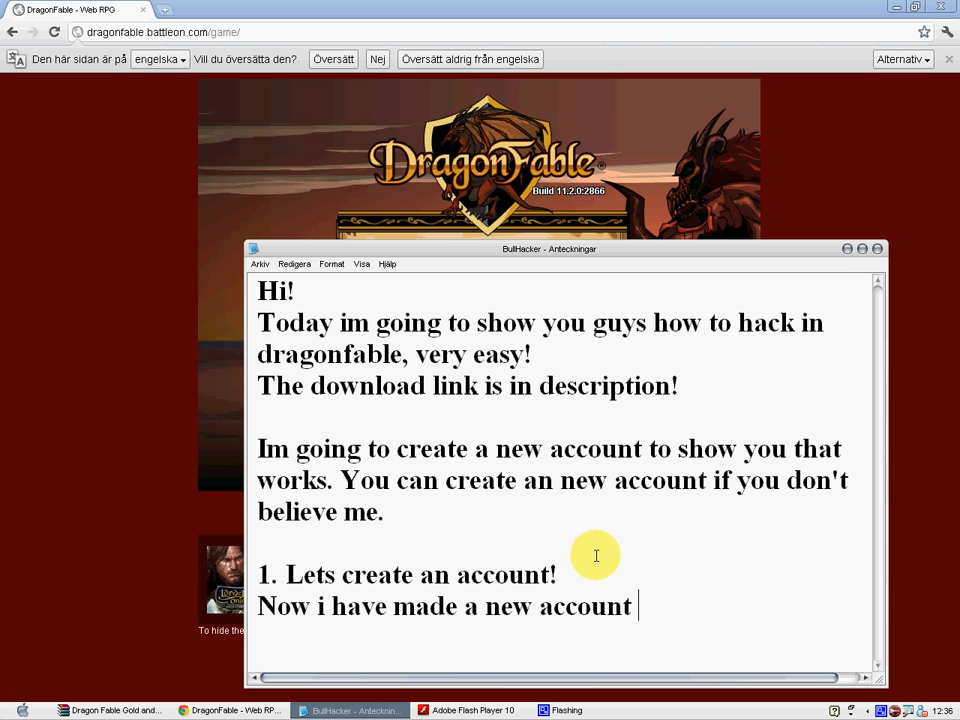 DragonFable - Web RPG
dragonfable.battleon.com/game/
Den här sidan är på engelska Vill du översätta den? Översätt Nej Översätt aldrig från engelska Alternativ
DragonFable
Build 11.2.0:2866
BullHacker - Anteckningar
Arkiv Redigera Format Visa Hjälp
Hi!
Today im going to show you guys how to hack in
dragonfable, very easy!
The download link is in description!
Im going to create a new account to show you that
works. You can create an new account if you don't
believe me.
1. Lets create an account!
Now i have made a new account
To hide the
Dragon Fable Gold and... DragonFable - Web RP... BullHacker - Antecknin... Adobe Flash Player 10 Flashing 12:36